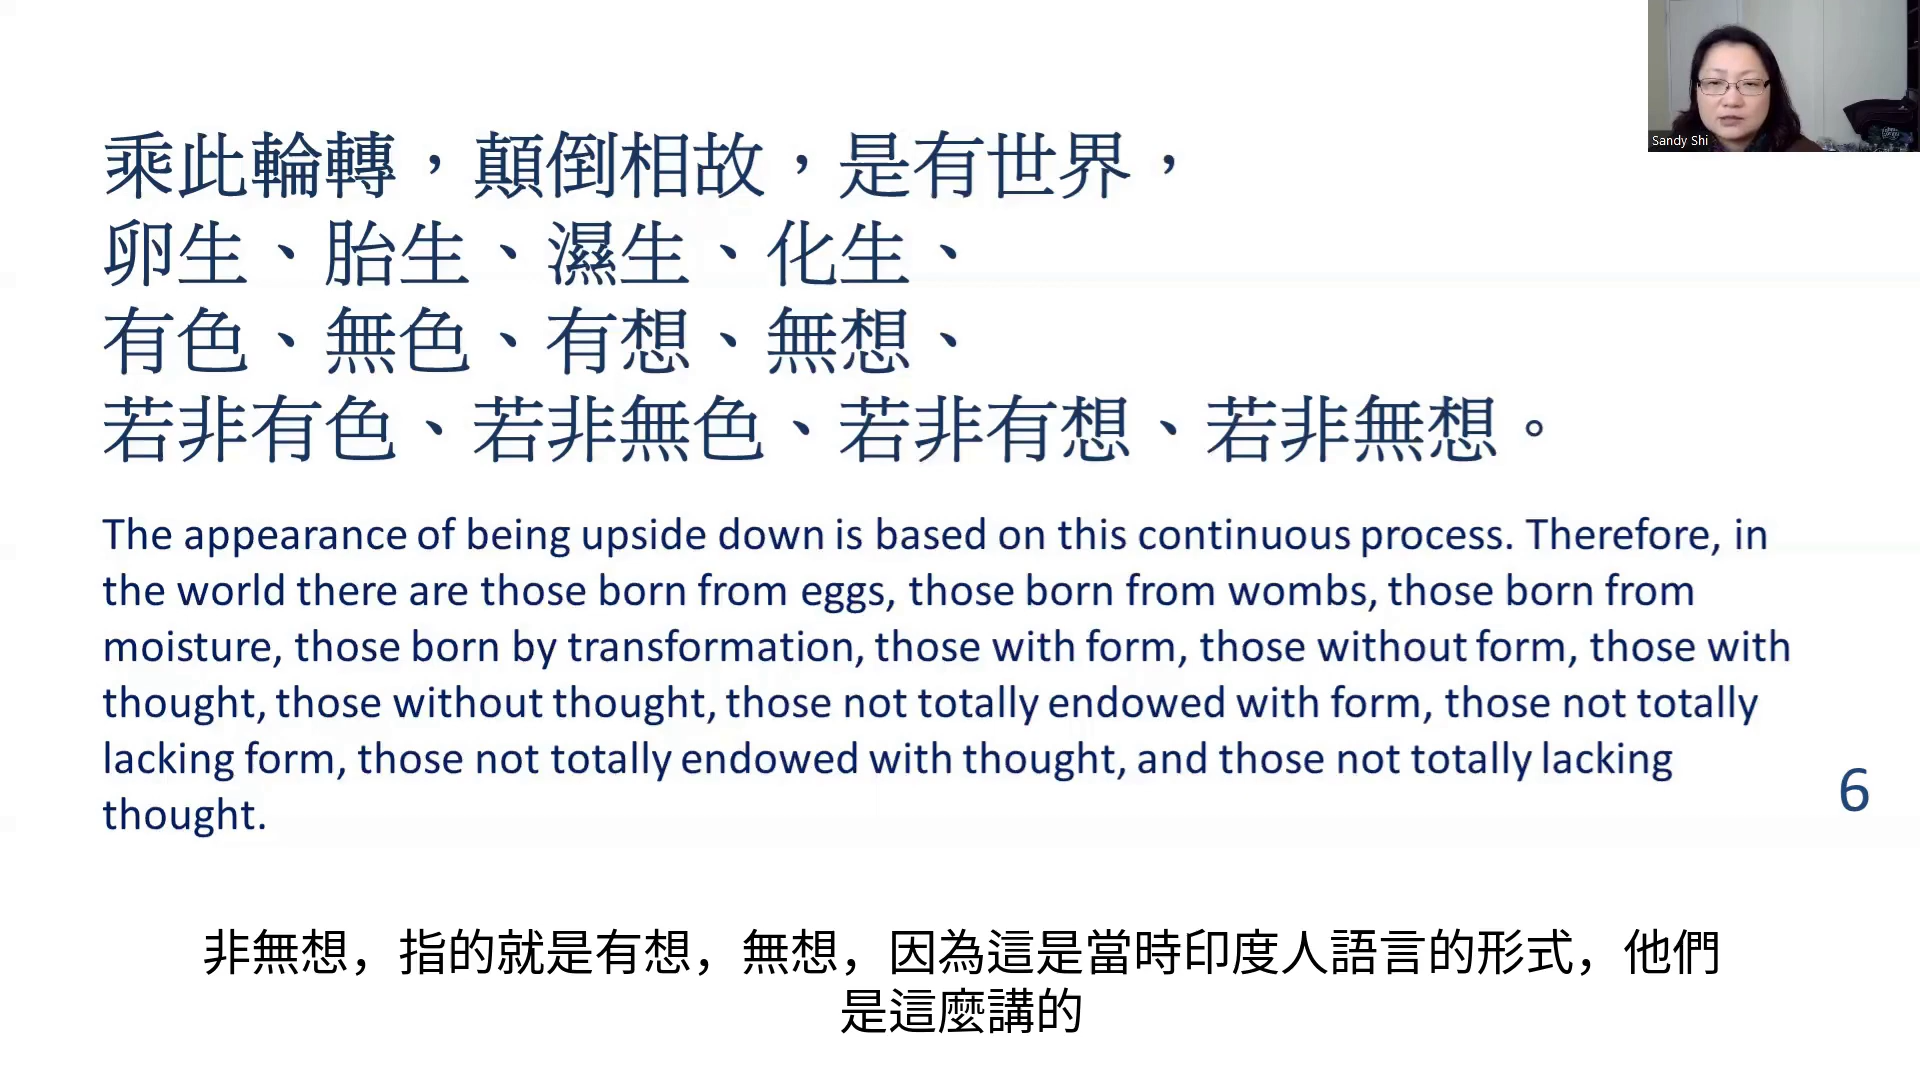 Sandy Shi
乘此輪轉，顛倒相故，是有世界，
卵生、胎生、濕生、化生、
有色、無色、有想、無想、
若非有色、若非無色、若非有想、若非無想。
The appearance of being upside down is based on this continuous process. Therefore, in
the world there are those born from eggs, those born from wombs, those born from
moisture, those born by transformation, those with form, those without form, those with
thought, those without thought, those not totally endowed with form, those not totally
lacking form, those not totally endowed with thought, and those not totally lacking
thought.
6
非無想，指的就是有想，無想，因為這是當時印度人語言的形式，他們
是這麼講的